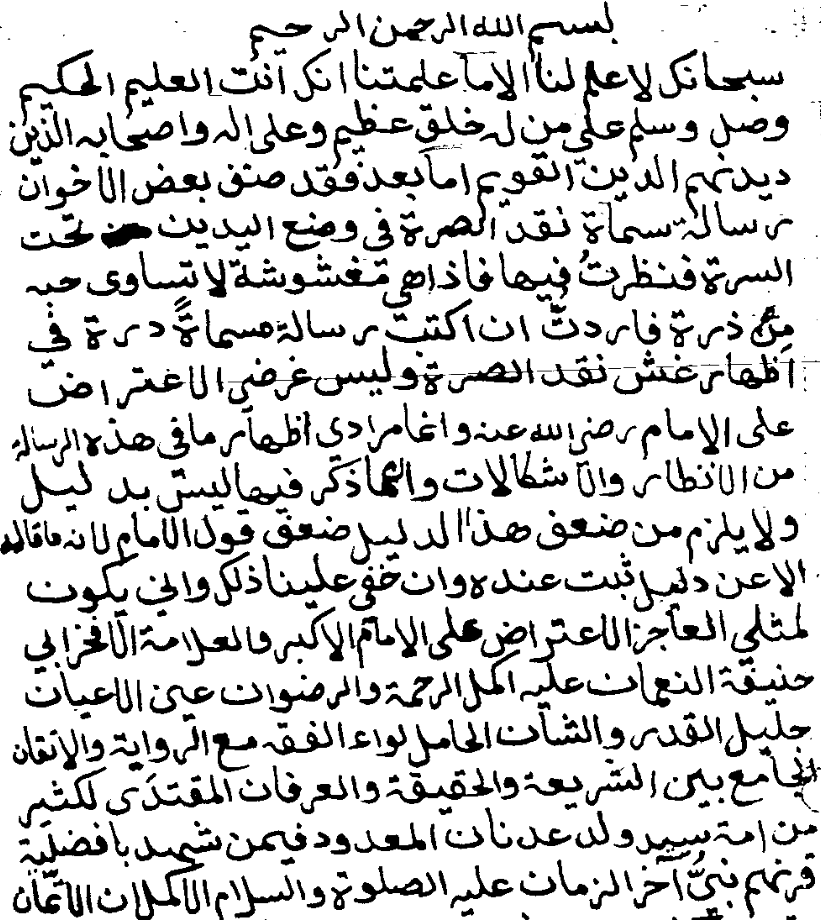 بسم الله الرحمن الرحيم
سبحانك لا علم لنا الا ما علمتنا انك انت العليم الحكيم
وصل وسلم على من له خلق عظيم وعلى اله واصحابه الذين
ديدنهم الدين القويم اما بعد فقد صنف بعض الاخوان
رسالة سماة نقد الصرة في وضع اليدين تحت
السرة فنظرت فيها فاذا هي مغشوشة لا تساوى حبه
من ذرة فاردت ان اكتب رسالة مسماة درة في
اظهار غش نقد الصرة وليس غرضي الاعتراض
على الامام رضي الله عنه وانما مرادى اظهار ما في هذه الرسالة
من الانظار والاشكالات وانما ذكر فيها ليس بدليل
ولا يلزم من ضعف هذا الدليل ضعف قول الامام لانه ما قاله
الا عن دليل ثبت عنده وان خفي علينا ذلك واني يكون
لمثلي العاجز الاعتراض على الامام الاكبر والعلامة الافخر ابي
حنيفة النعمان عليه اكمل الرحمة والرضوان عين الاعيان
جليل القدر والشان الحامل لواء الفقه مع الرواية والاتقان
الجامع بين الشريعة والحقيقة والعرفان المقتدى لكثير
من امة سيد ولد عدنان المعدود فيمن شهد بافضلية
قرنهم نبي آخر الزمان عليه الصلوة والسلام الاكملان الاتمان